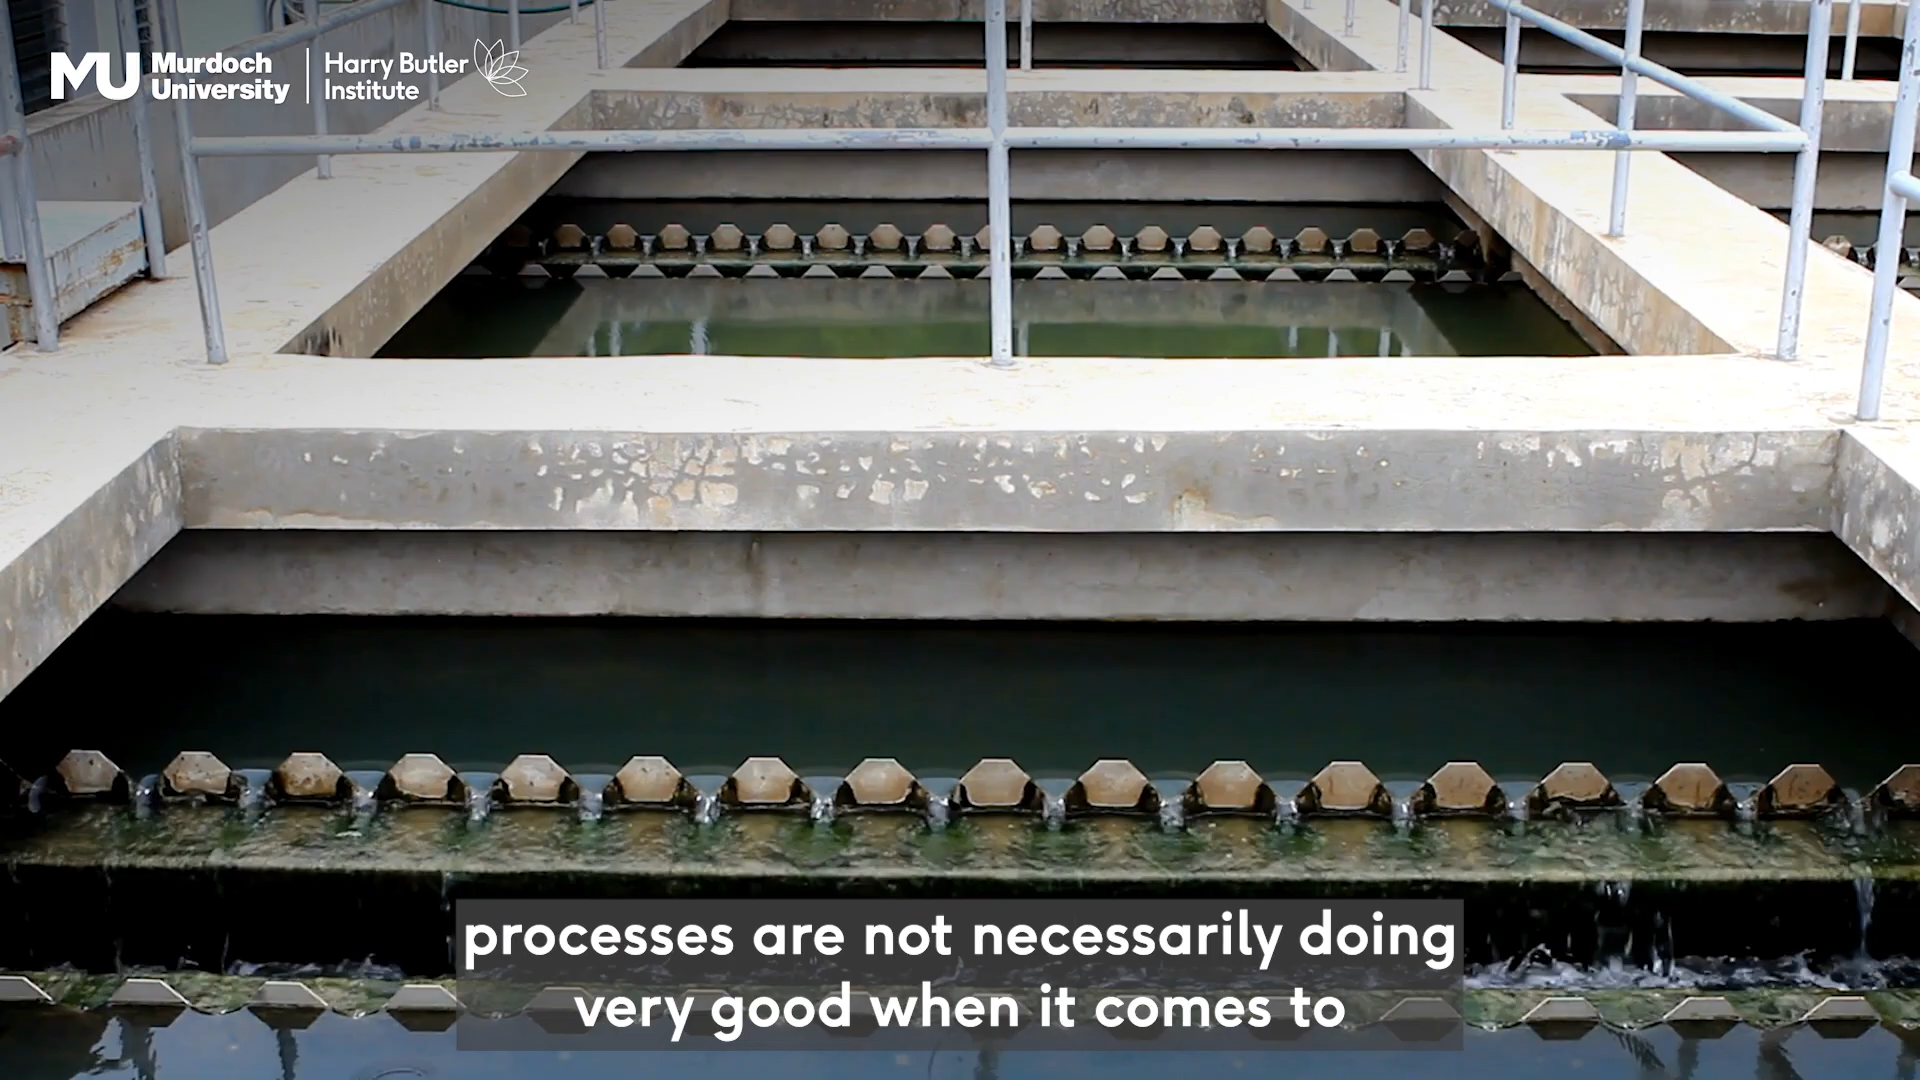 MU Murdoch University
Harry Butler Institute
processes are not necessarily doing
very good when it comes to